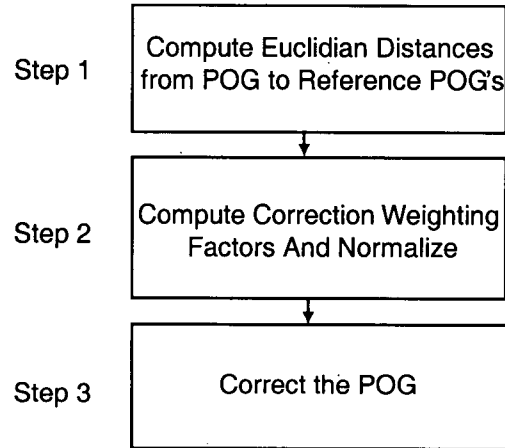 Step 1
Compute Euclidian Distances
from POG to Reference POG's
Step 2
Compute Correction Weighting
Factors And Normalize
Step 3
Correct the POG